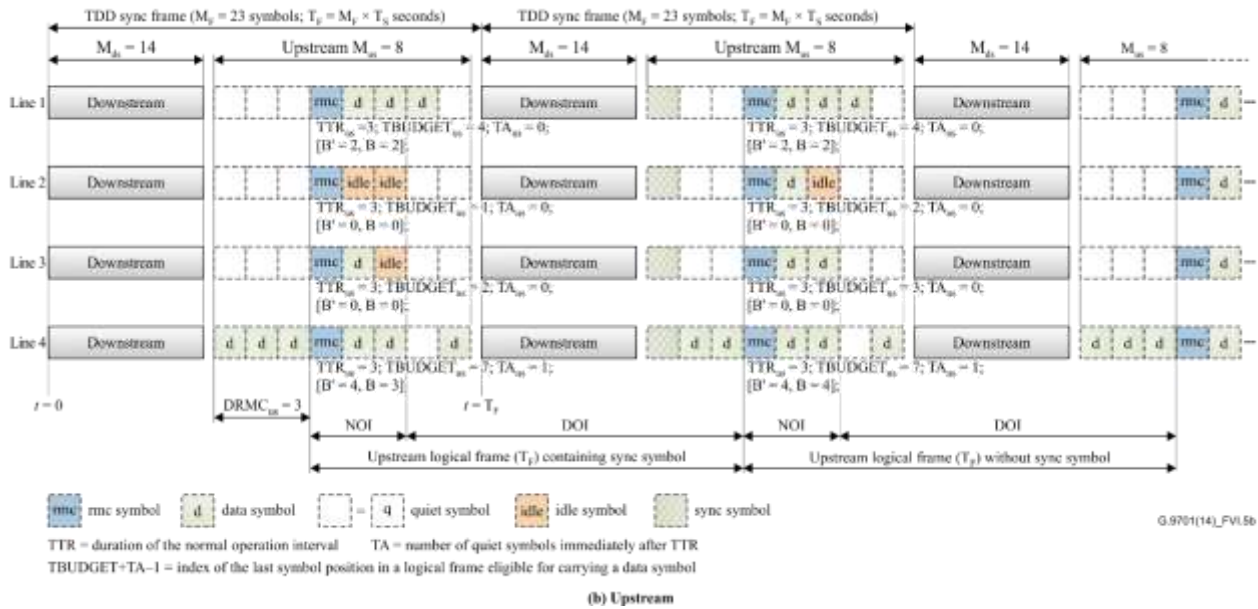 TDD sync frame (M_F = 23 symbols; T_F = M_F × T_S seconds) TDD sync frame (M_F = 23 symbols; T_F = M_F × T_S seconds)
M_ds = 14 Upstream M_us = 8 M_ds = 14 Upstream M_us = 8 M_ds = 14 M_us = 8
Line 1 Downstream rmc d d d Downstream rmc d d d Downstream rmc d
TTR_us =3; TBUDGET_us = 4; TA_us = 0; TTR_us = 3; TBUDGET_us = 4; TA_us = 0;
[B' = 2, B = 2]; [B' = 2, B = 2];
Line 2 Downstream rmc idle idle Downstream rmc d idle Downstream rmc d
TTR_us = 3; TBUDGET_us = 1; TA_us = 0; TTR_us = 3; TBUDGET_us = 2; TA_us = 0;
[B' = 0, B = 0]; [B' = 0, B = 0];
Line 3 Downstream rmc d idle Downstream rmc d d Downstream rmc d
TTR_us = 3; TBUDGET_us = 2; TA_us = 0; TTR_us = 3; TBUDGET_us = 3; TA_us = 0;
[B' = 0, B = 0]; [B' = 0, B = 0];
Line 4 Downstream d d d rmc d d d Downstream d d rmc d d d Downstream d d d rmc d
TTR_us = 3; TBUDGET_us = 7; TA_us = 1; TTR_us = 3; TBUDGET_us = 7; TA_us = 1;
[B' = 4, B = 3]; [B' = 4, B = 4];
t = 0 DRMC_us = 3 t = T_F
NOI DOI NOI DOI
Upstream logical frame (T_F) containing sync symbol Upstream logical frame (T_F) without sync symbol
rmc rmc symbol d data symbol = q quiet symbol idle idle symbol sync symbol
G.9701(14)_FVI.5b
TTR = duration of the normal operation interval TA = number of quiet symbols immediately after TTR
TBUDGET+TA–1 = index of the last symbol position in a logical frame eligible for carrying a data symbol
(b) Upstream